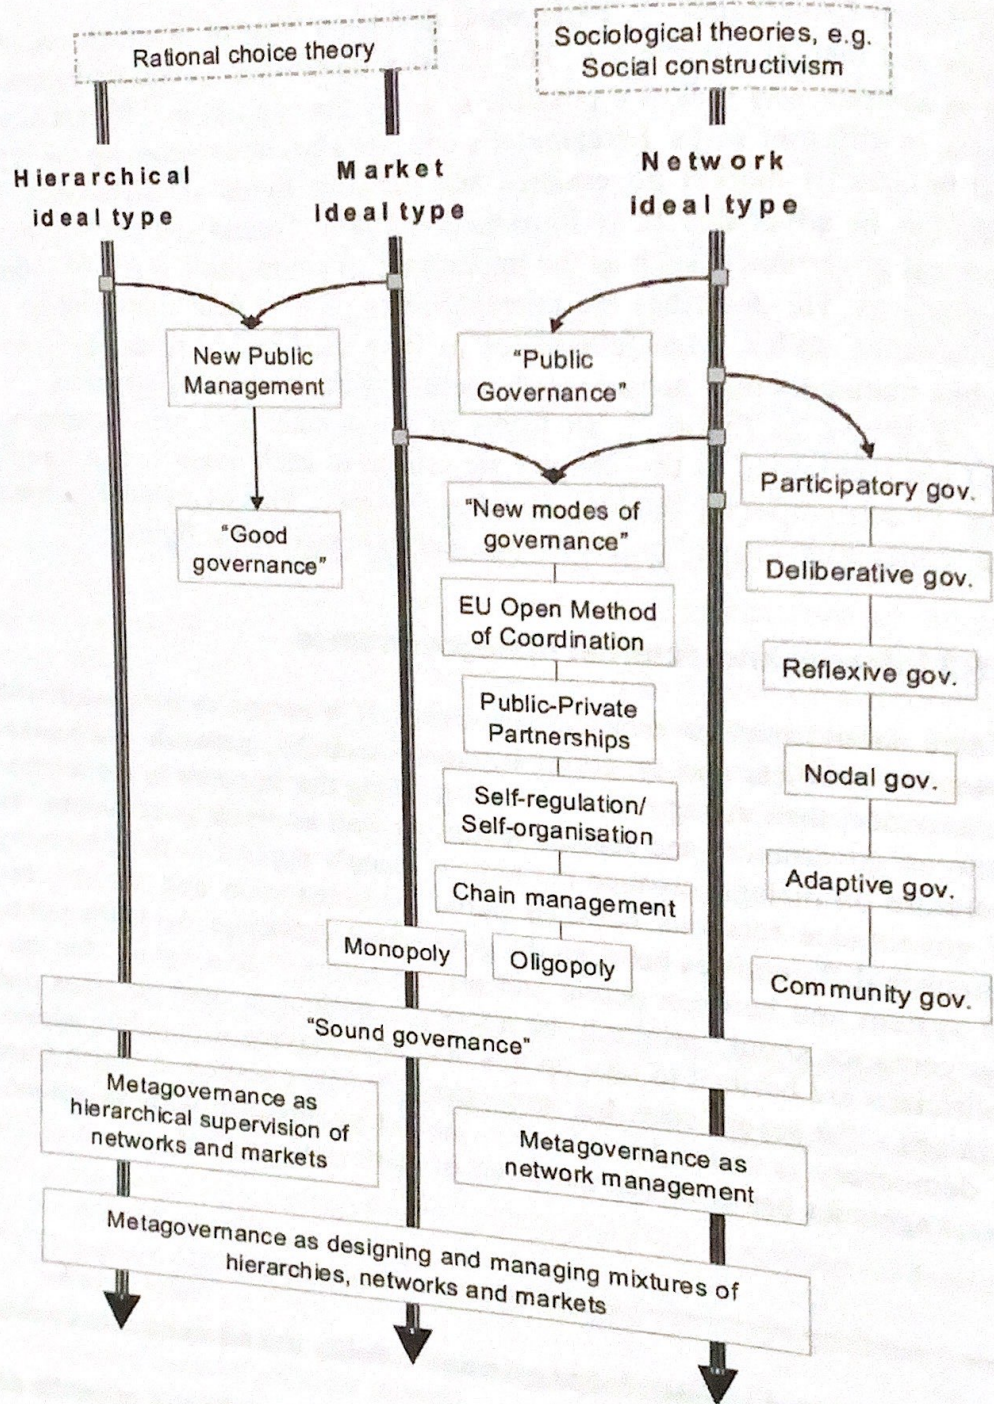 Rational choice theory
Sociological theories, e.g.
Social constructivism
Hierarchical
ideal type
Market
Ideal type
Network
ideal type
New Public
Management
"Public
Governance"
"Good
governance"
"New modes of
governance"
EU Open Method
of Coordination
Public-Private
Partnerships
Self-regulation/
Self-organisation
Chain management
Monopoly
Oligopoly
Participatory gov.
Deliberative gov.
Reflexive gov.
Nodal gov.
Adaptive gov.
Community gov.
"Sound governance"
Metagovernance as
hierarchical supervision of
networks and markets
Metagovernance as
network management
Metagovernance as designing and managing mixtures of
hierarchies, networks and markets